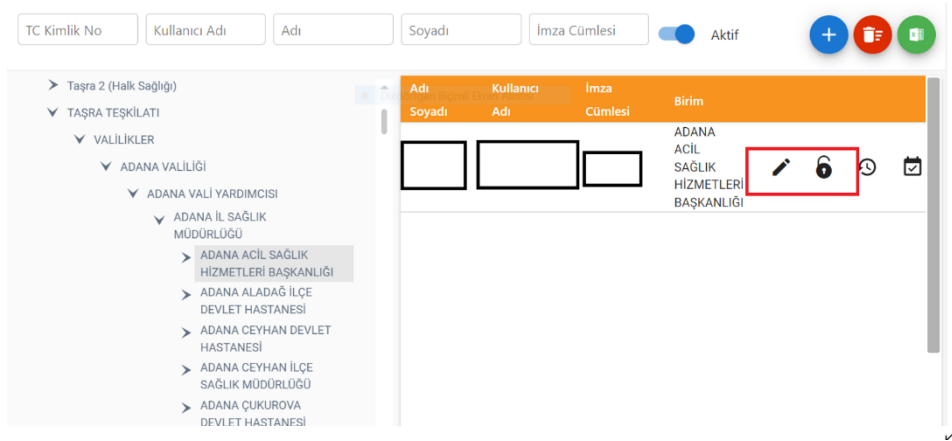 TC Kimlik No
Kullanıcı Adı
Adı
Soyadı
İmza Cümlesi
Aktif
Taşra 2 (Halk Sağlığı)
TAŞRA TEŞKİLATI
VALİLİKLER
ADANA VALİLİĞİ
ADANA VALİ YARDIMCISI
ADANA İL SAĞLIK
MÜDÜRLÜĞÜ
ADANA ACİL SAĞLIK
HİZMETLERİ BAŞKANLIĞI
ADANA ALADAĞ İLÇE
DEVLET HASTANESİ
ADANA CEYHAN DEVLET
HASTANESİ
ADANA CEYHAN İLÇE
SAĞLIK MÜDÜRLÜĞÜ
ADANA ÇUKUROVA
DEVLET HASTANESİ
Adı
Soyadı
Kullanıcı
Adı
İmza
Cümlesi
Birim
ADANA
ACİL
SAĞLIK
HİZMETLERİ
BAŞKANLIĞI